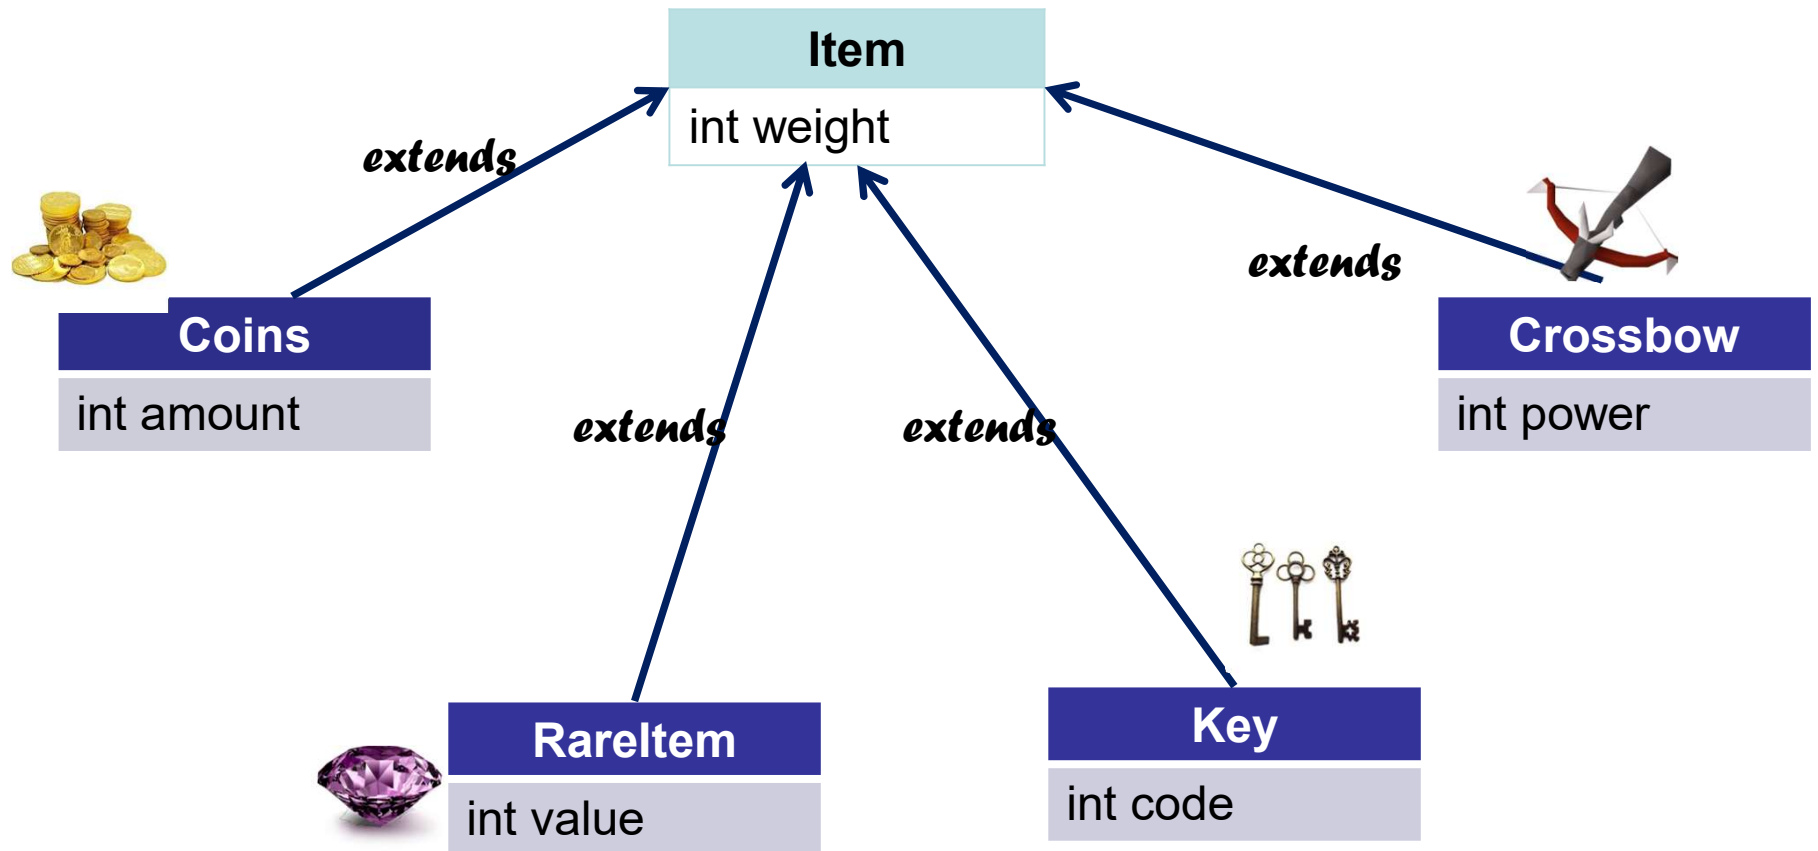 Item
int weight
extends
extends
Coins
int amount
Crossbow
int power
extends
extends
RareItem
int value
Key
int code